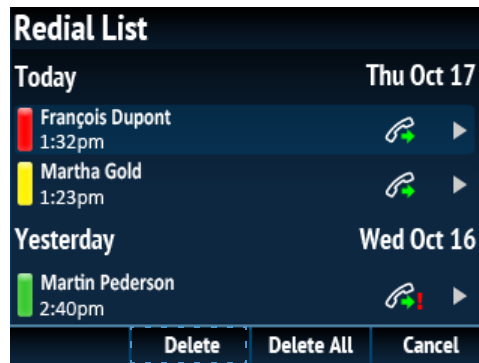 Redial List
Today Thu Oct 17
François Dupont
1:32pm
Martha Gold
1:23pm
Yesterday Wed Oct 16
Martin Pederson
2:40pm
Delete Delete All Cancel